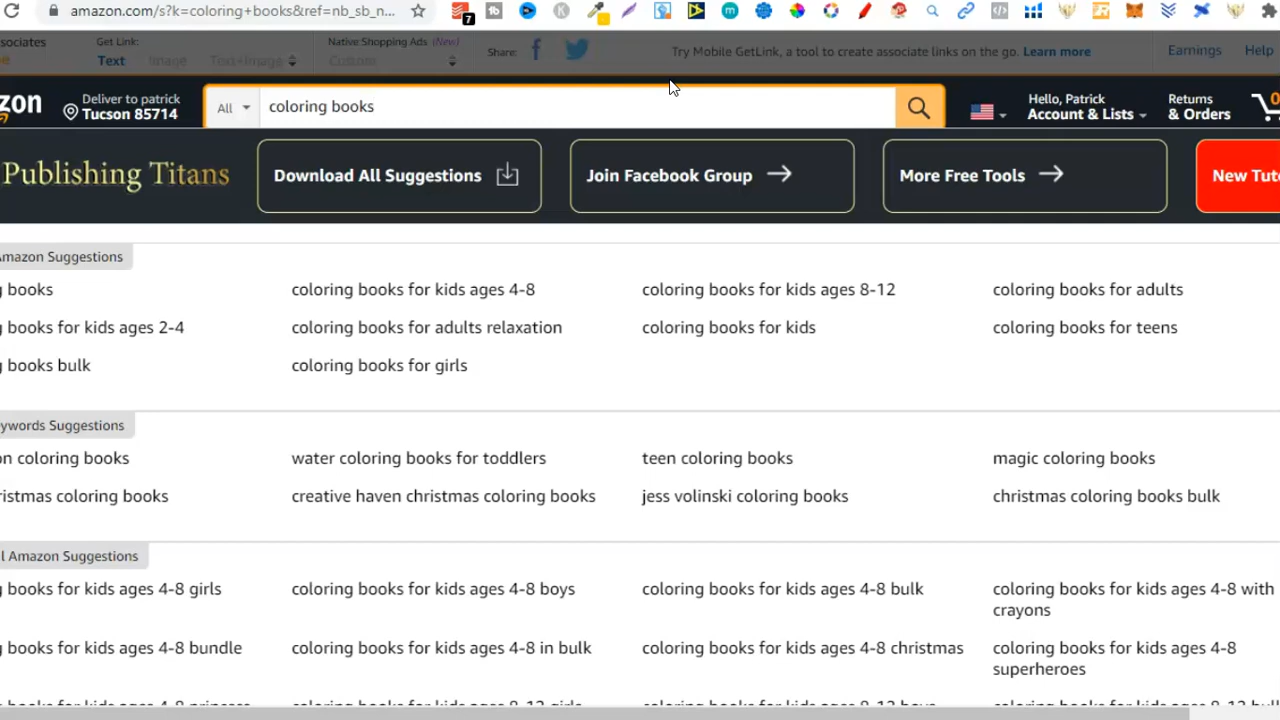 amazon.com/s?k=coloring+books&ref=nb_sb_n...
7
sociates
Get Link:
Text
Image
Text+Image
Native Shopping Ads (New)
Custom
Share:
Try Mobile GetLink, a tool to create associate links on the go. Learn more
Earnings
Help
zon
Deliver to patrick
Tucson 85714
All
coloring books
Hello, Patrick
Account & Lists
Returns
& Orders
0
Publishing Titans
Download All Suggestions
Join Facebook Group
More Free Tools
New Tut
Amazon Suggestions
g books
coloring books for kids ages 4-8
coloring books for kids ages 8-12
coloring books for adults
g books for kids ages 2-4
coloring books for adults relaxation
coloring books for kids
coloring books for teens
g books bulk
coloring books for girls
ywords Suggestions
on coloring books
water coloring books for toddlers
teen coloring books
magic coloring books
ristmas coloring books
creative haven christmas coloring books
jess volinski coloring books
christmas coloring books bulk
l Amazon Suggestions
g books for kids ages 4-8 girls
coloring books for kids ages 4-8 boys
coloring books for kids ages 4-8 bulk
coloring books for kids ages 4-8 with
crayons
g books for kids ages 4-8 bundle
coloring books for kids ages 4-8 in bulk
coloring books for kids ages 4-8 christmas
coloring books for kids ages 4-8
superheroes